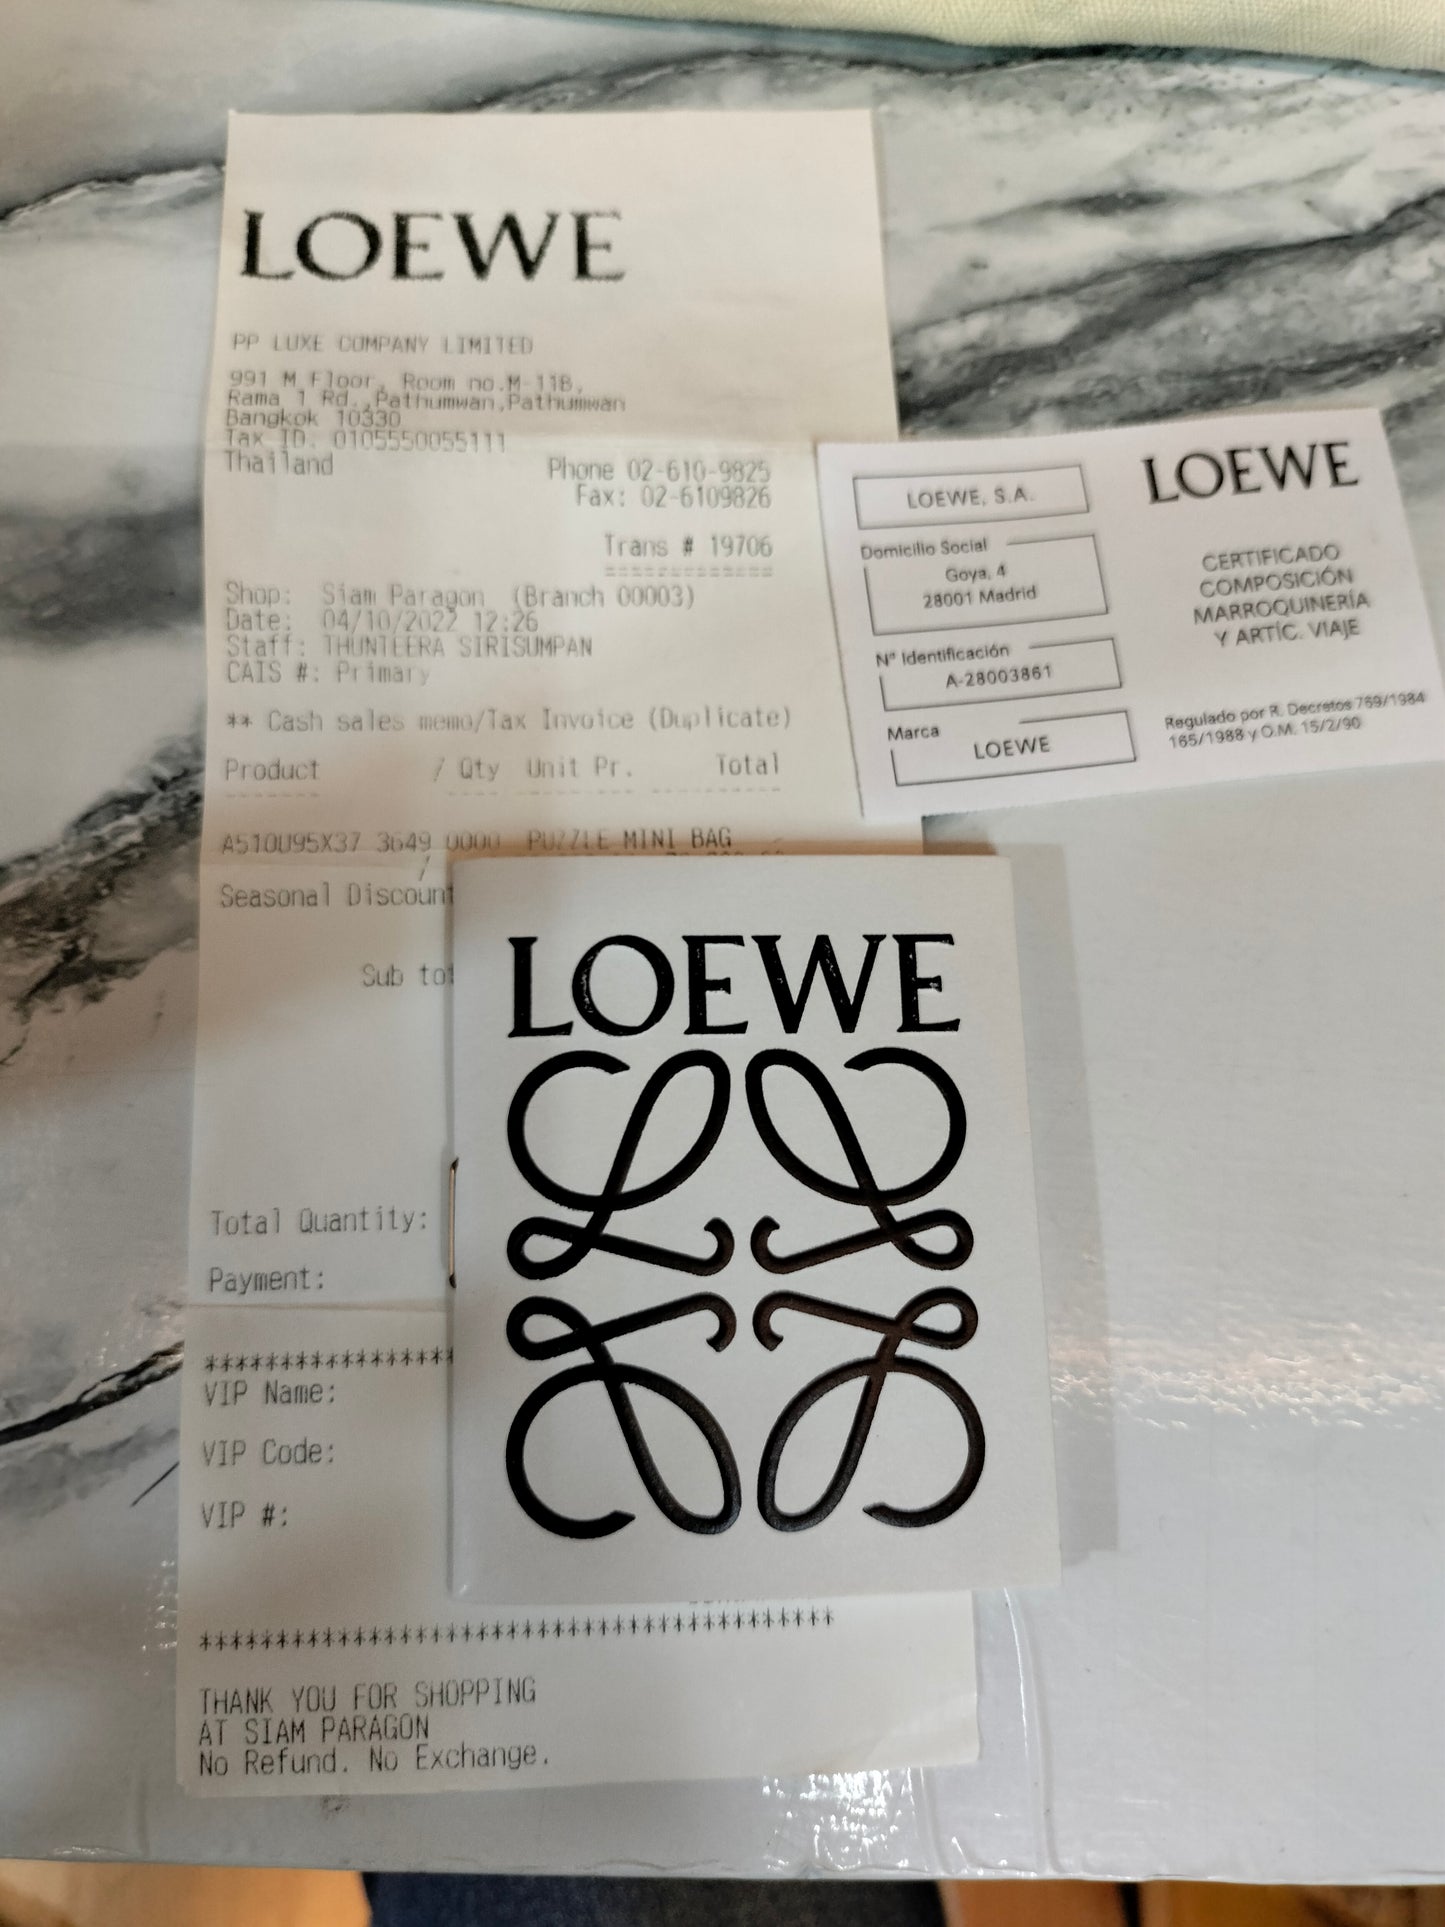 LOEWE
PP LUXE COMPANY LIMITED
991 M Floor, Room no.M-11B,
Rama 1 Rd.,Pathumwan,Pathumwan
Bangkok 10330
Tax ID. 0105550055111
Thailand
Phone 02-610-9825
Fax: 02-6109826
Trans # 19706
=============
Shop: Siam Paragon (Branch 00003)
Date: 04/10/2022 12:26
Staff: THUNTEERA SIRISUMPAN
CAIS #: Primary
** Cash sales memo/Tax Invoice (Duplicate)
Product / Qty Unit Pr. Total
A510U95X37 3649 0000 PUZZLE MINI BAG
/
Seasonal Discount
Sub tot
Total Quantity:
Payment:
VIP Name:
VIP Code:
VIP #:
THANK YOU FOR SHOPPING
AT SIAM PARAGON
No Refund. No Exchange.
LOEWE, S.A.
Domicilio Social
Goya, 4
28001 Madrid
Nº Identificación
A-28003861
Marca
LOEWE
LOEWE
CERTIFICADO
COMPOSICIÓN
MARROQUINERÍA
Y ARTÍC. VIAJE
Regulado por R. Decretos 769/1984
165/1988 y O.M. 15/2/90
LOEWE